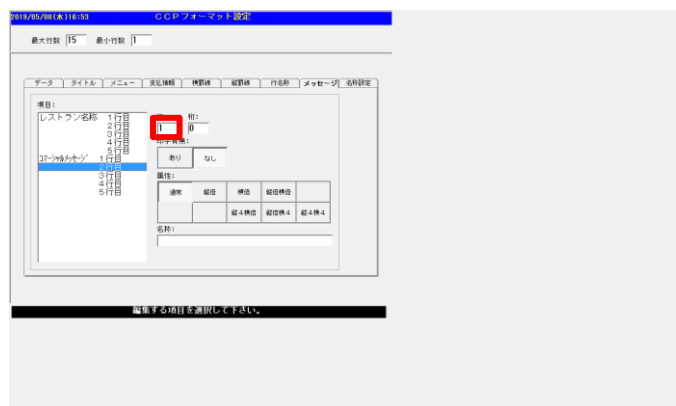 2019/05/08(水)16:53 CCPフォーマット設定
最大行数 15 最小行数 1
データ タイトル メニュー 支払情報 横罫線 縦罫線 行名称 メッセージ 名称設定
項目:
レストラン名称 1行目
2行目
3行目
4行目
5行目
ｺﾏｰｼｬﾙﾒｯｾｰｼﾞ 1行目
2行目
3行目
4行目
5行目
桁:
1 0
印字有無:
あり なし
属性:
通常 縦倍 横倍 縦倍横倍
縦４横倍 縦倍横４ 縦４横４
名称:
編集する項目を選択して下さい。